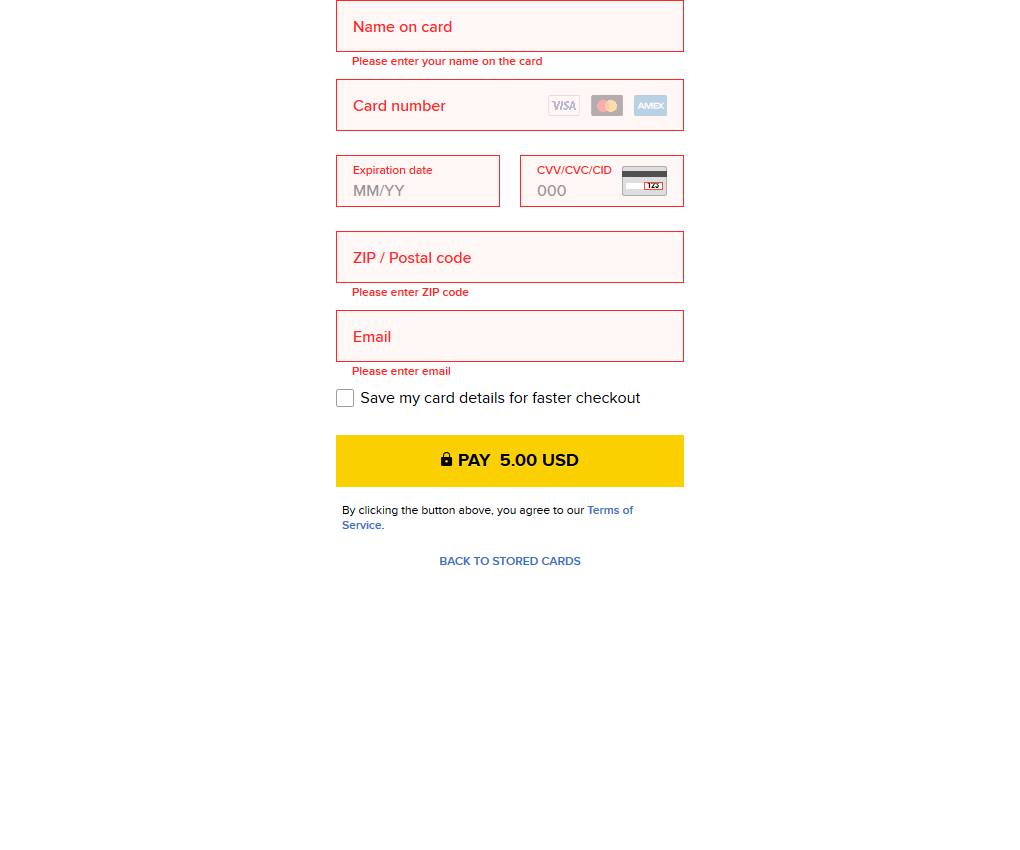 Name on card
Please enter your name on the card
Card number VISA AMEX
Expiration date CVV/CVC/CID
MM/YY 000 123
ZIP / Postal code
Please enter ZIP code
Email
Please enter email
Save my card details for faster checkout
PAY 5.00 USD
By clicking the button above, you agree to our Terms of
Service.
BACK TO STORED CARDS